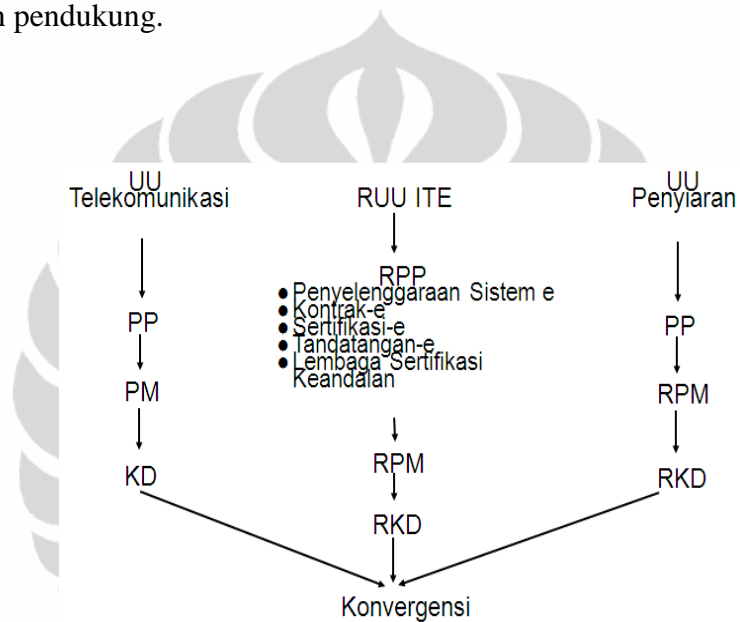 n pendukung.
UU
Telekomunikasi
RUU ITE
UU
Penyiaran
RPP
● Penyelenggaraan Sistem e
● Kontrak-e
● Sertifikasi-e
● Tandatangan-e
● Lembaga Sertifikasi
Keandalan
PP
PM
KD
RPM
RKD
PP
RPM
RKD
Konvergensi